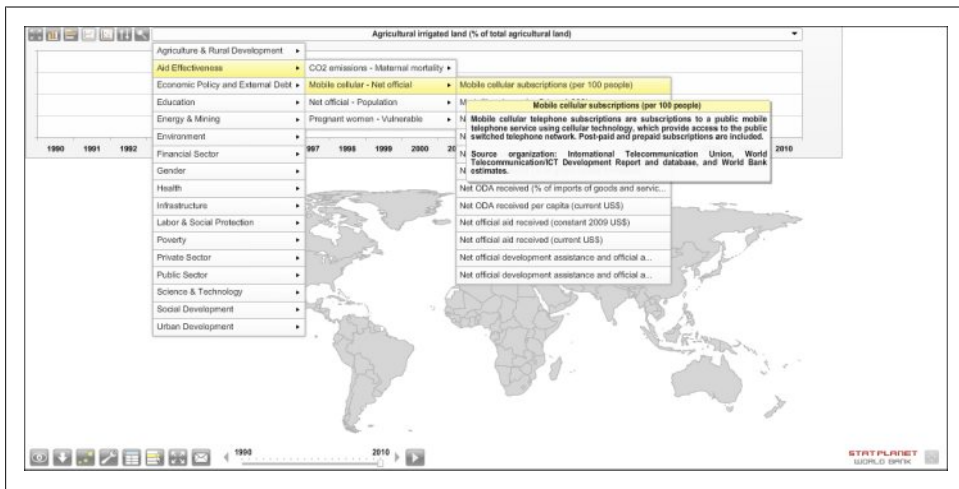 Agricultural irrigated land (% of total agricultural land)
Agriculture & Rural Development
Aid Effectiveness
Economic Policy and External Debt
Education
Energy & Mining
Environment
Financial Sector
Gender
Health
Infrastructure
Labor & Social Protection
Poverty
Private Sector
Public Sector
Science & Technology
Social Development
Urban Development
CO2 emissions - Maternal mortality
Mobile cellular - Net official
Net official - Population
Pregnant women - Vulnerable
Mobile cellular subscriptions (per 100 people)
Mobile cellular subscriptions (per 100 people)
Mobile cellular telephone subscriptions are subscriptions to a public mobile
telephone service using cellular technology, which provide access to the public
switched telephone network. Post-paid and prepaid subscriptions are included.
Source organization: International Telecommunication Union, World
Telecommunication/ICT Development Report and database, and World Bank
estimates.
Net ODA received (% of imports of goods and servic...
Net ODA received per capita (current US$)
Net official aid received (constant 2009 US$)
Net official aid received (current US$)
Net official development assistance and official a...
Net official development assistance and official a...
1990 1991 1992 997 1998 1999 2000 20 2010
1990 2010
STATPLANET
WORLD BANK